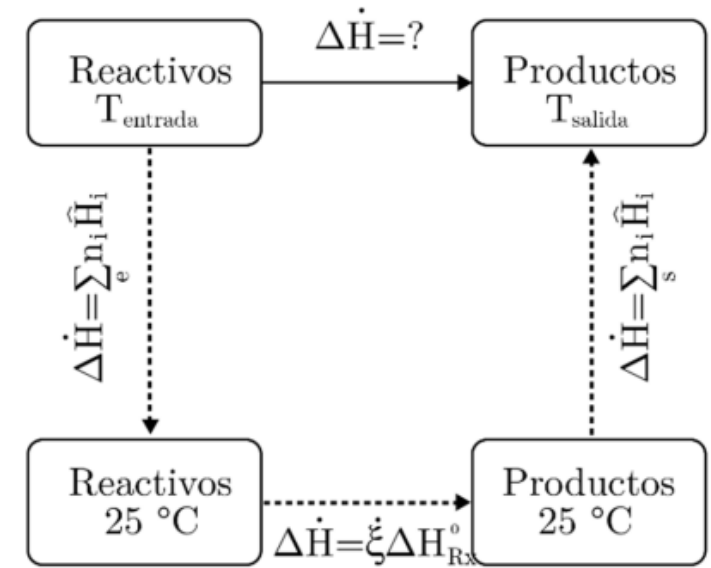 ΔḢ=?
Reactivos
T_entrada
Productos
T_salida
ΔḢ=∑_e n_i Ĥ_i
ΔḢ=∑_s n_i Ĥ_i
Reactivos
25 °C
Productos
25 °C
ΔḢ=ξ̇ΔH°_Rx